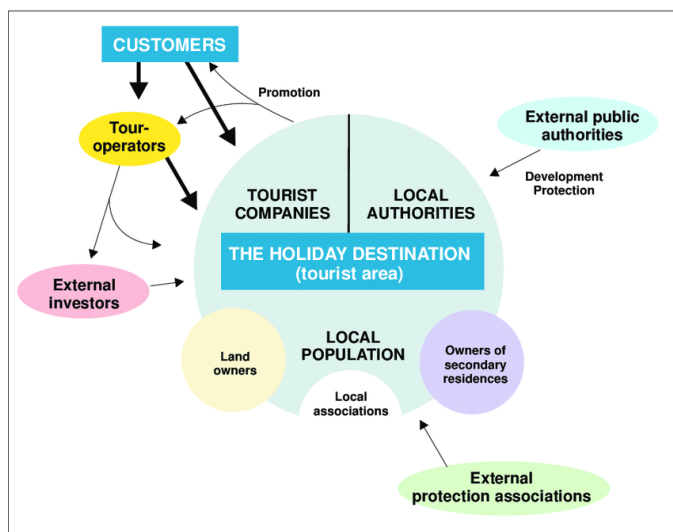 CUSTOMERS
Promotion
Tour-
operators
External public
authorities
Development
Protection
TOURIST
COMPANIES
LOCAL
AUTHORITIES
THE HOLIDAY DESTINATION
(tourist area)
External
investors
LOCAL
POPULATION
Land
owners
Owners of
secondary
residences
Local
associations
External
protection associations